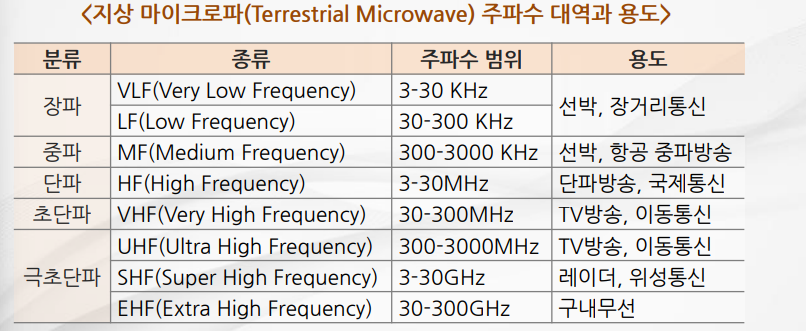 <지상 마이크로파(Terrestrial Microwave) 주파수 대역과 용도>
분류 종류 주파수 범위 용도
장파 VLF(Very Low Frequency) 3-30 KHz 선박, 장거리통신
LF(Low Frequency) 30-300 KHz
중파 MF(Medium Frequency) 300-3000 KHz 선박, 항공 중파방송
단파 HF(High Frequency) 3-30MHz 단파방송, 국제통신
초단파 VHF(Very High Frequency) 30-300MHz TV방송, 이동통신
극초단파 UHF(Ultra High Frequency) 300-3000MHz TV방송, 이동통신
SHF(Super High Frequency) 3-30GHz 레이더, 위성통신
EHF(Extra High Frequency) 30-300GHz 구내무선